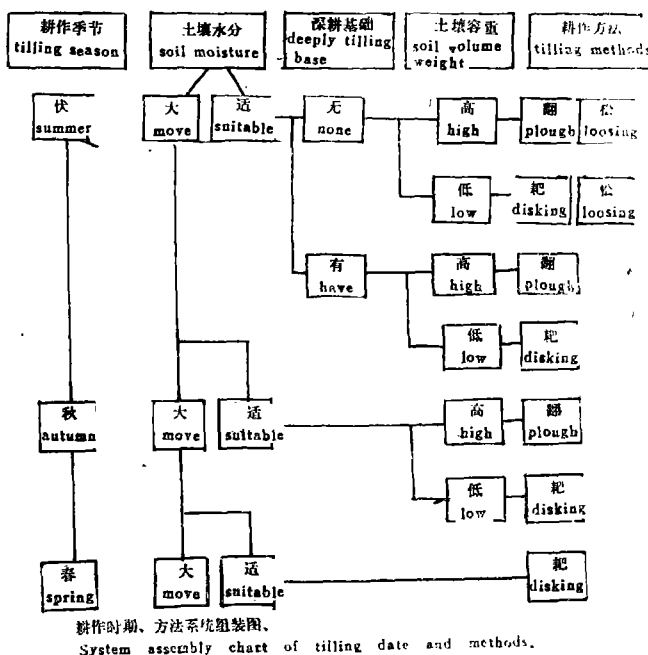 耕作季节
tilling season
土壤水分
soil moisture
深耕基础
deeply tilling
base
土壤容重
soil volume
weight
耕作方法
tilling methods
伏
summer
大
move
适
snitable
无
none
高
high
翻
plough
松
loosing
低
low
耙
disking
松
loosing
有
have
高
high
翻
plough
低
low
耙
disking
秋
autumn
大
move
适
suitable
高
high
翻
plough
低
low
耙
disking
春
spring
大
move
适
suitable
耙
disking
耕作时期、方法系统组装图、
System assembly chart of tilling date and methods.